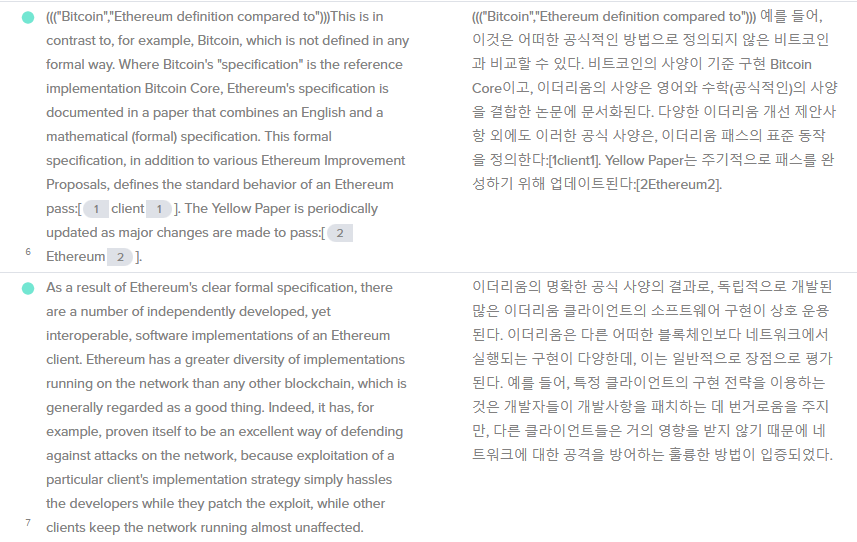 ((("Bitcoin","Ethereum definition compared to")))This is in
contrast to, for example, Bitcoin, which is not defined in any
formal way. Where Bitcoin's "specification" is the reference
implementation Bitcoin Core, Ethereum's specification is
documented in a paper that combines an English and a
mathematical (formal) specification. This formal
specification, in addition to various Ethereum Improvement
Proposals, defines the standard behavior of an Ethereum
pass:[ 1 client 1 ]. The Yellow Paper is periodically
updated as major changes are made to pass:[ 2
6 Ethereum 2 ].
((("Bitcoin","Ethereum definition compared to"))) 예를 들어,
이것은 어떠한 공식적인 방법으로 정의되지 않은 비트코인
과 비교할 수 있다. 비트코인의 사양이 기준 구현 Bitcoin
Core이고, 이더리움의 사양은 영어와 수학(공식적인)의 사양
을 결합한 논문에 문서화된다. 다양한 이더리움 개선 제안사
항 외에도 이러한 공식 사양은, 이더리움 패스의 표준 동작
을 정의한다:[1client1]. Yellow Paper는 주기적으로 패스를 완
성하기 위해 업데이트된다:[2Ethereum2].
As a result of Ethereum's clear formal specification, there
are a number of independently developed, yet
interoperable, software implementations of an Ethereum
client. Ethereum has a greater diversity of implementations
running on the network than any other blockchain, which is
generally regarded as a good thing. Indeed, it has, for
example, proven itself to be an excellent way of defending
against attacks on the network, because exploitation of a
particular client's implementation strategy simply hassles
the developers while they patch the exploit, while other
7 clients keep the network running almost unaffected.
이더리움의 명확한 공식 사양의 결과로, 독립적으로 개발된
많은 이더리움 클라이언트의 소프트웨어 구현이 상호 운용
된다. 이더리움은 다른 어떠한 블록체인보다 네트워크에서
실행되는 구현이 다양한데, 이는 일반적으로 장점으로 평가
된다. 예를 들어, 특정 클라이언트의 구현 전략을 이용하는
것은 개발자들이 개발사항을 패치하는 데 번거로움을 주지
만, 다른 클라이언트들은 거의 영향을 받지 않기 때문에 네
트워크에 대한 공격을 방어하는 훌륭한 방법이 입증되었다.